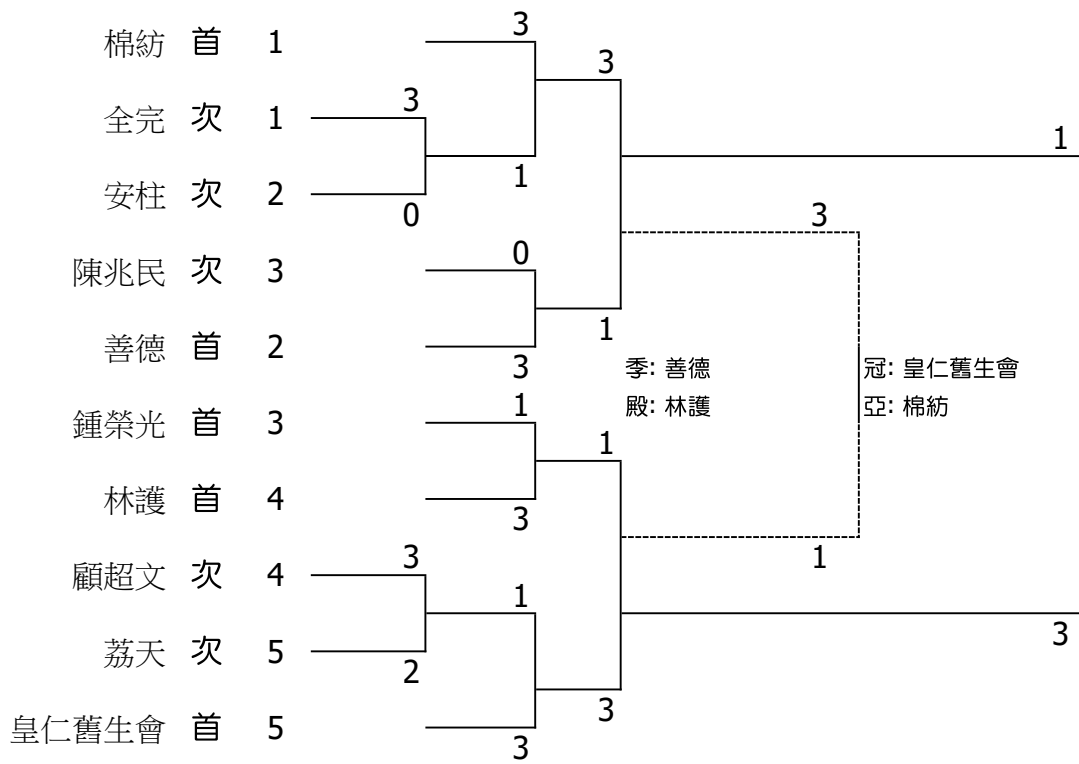 3
棉紡 首 1
3
3
全完 次 1
1
1
安柱 次 2
0
3
0
陳兆民 次 3
1
善德 首 2
3
季: 善德
冠: 皇仁舊生會
1
殿: 林護
亞: 棉紡
鍾榮光 首 3
1
林護 首 4
3
3
1
顧超文 次 4
1
3
荔天 次 5
2
3
皇仁舊生會 首 5
3